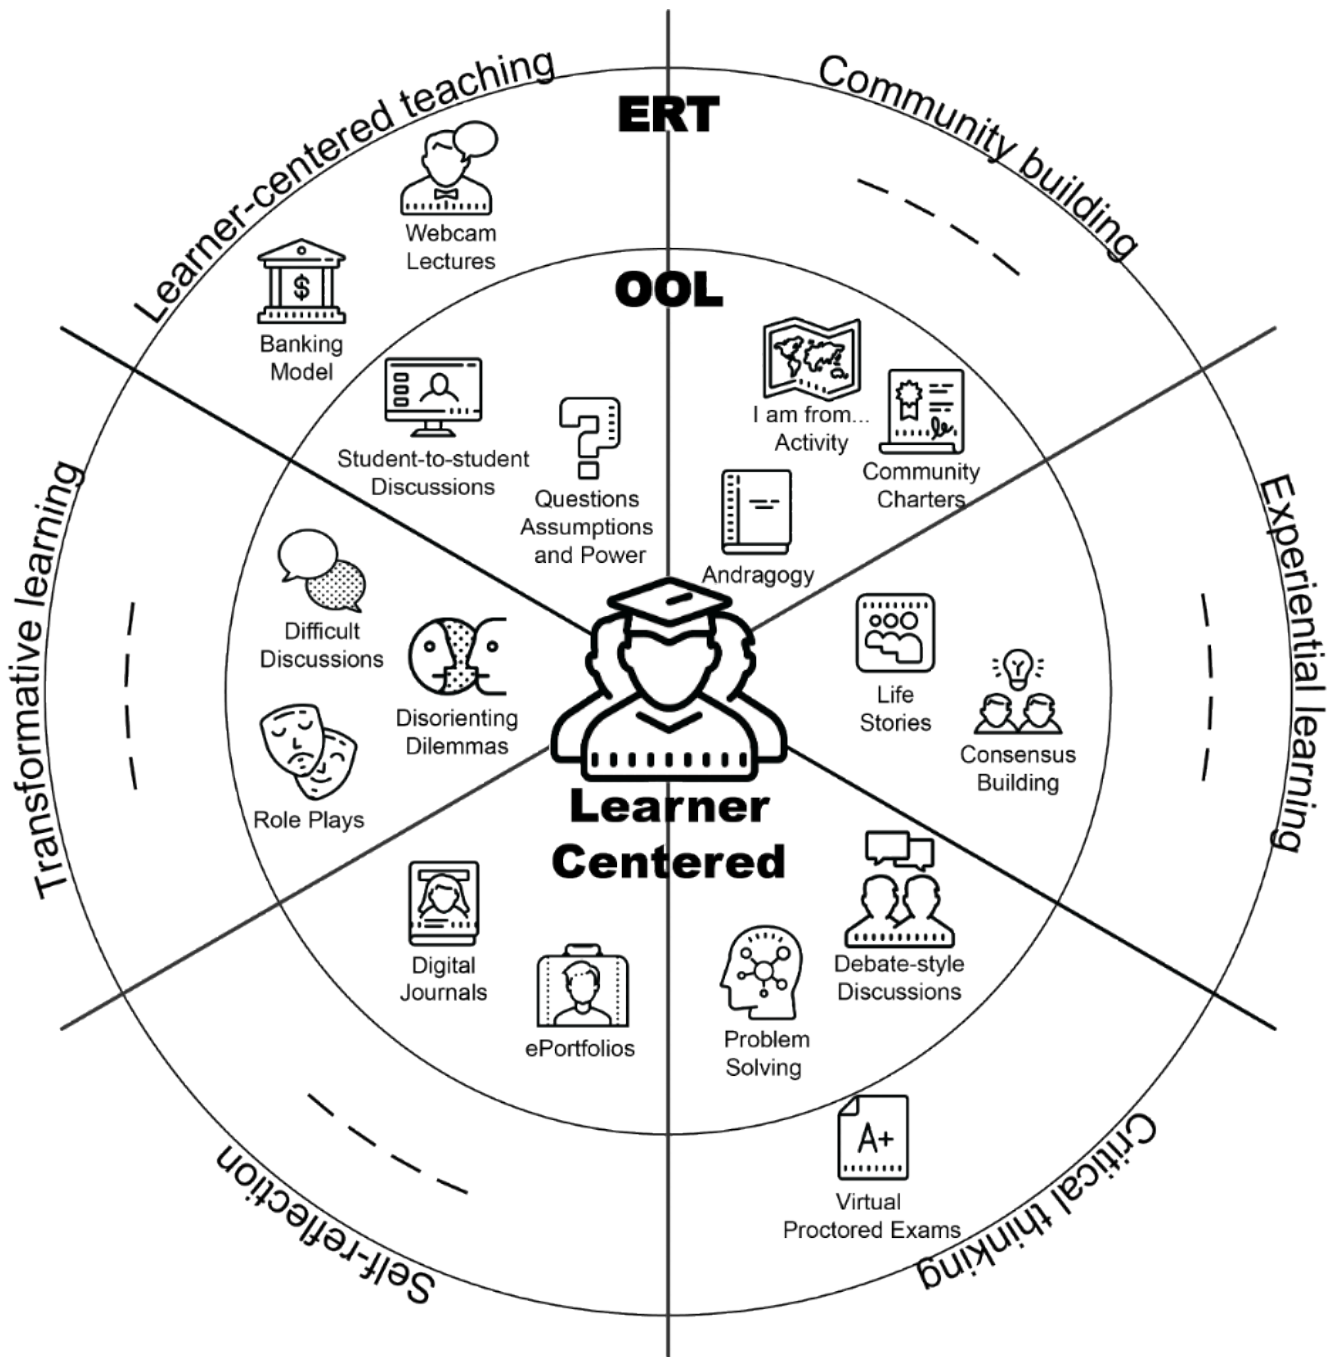 Learner-centered teaching
Community building
ERT
Webcam
Lectures
$
Banking
Model
OOL
Student-to-student
Discussions
Questions
Assumptions
and Power
I am from...
Activity
Community
Charters
Andragogy
Transformative learning
Experiential learning
Difficult
Discussions
Disorienting
Dilemmas
Role Plays
Life
Stories
Consensus
Building
Learner
Centered
Digital
Journals
ePortfolios
Problem
Solving
Debate-style
Discussions
A+
Virtual
Proctored Exams
Self-reflection
Critical thinking